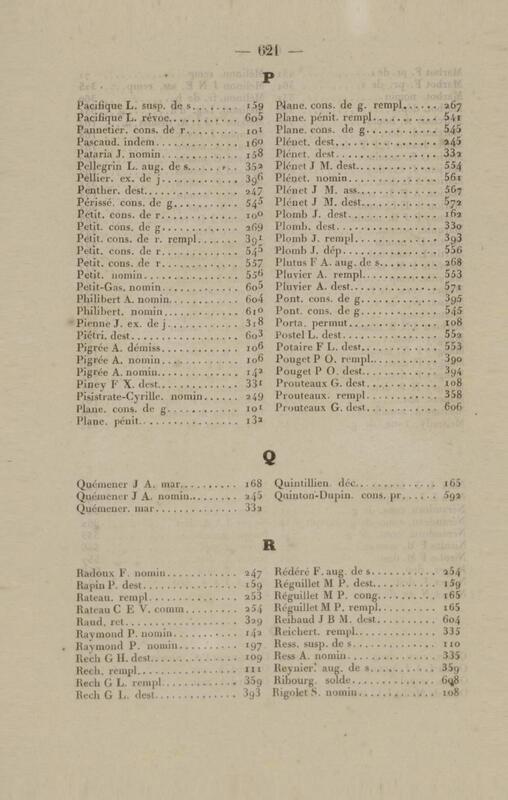 — 621 —
P
Pacifique L. susp. de s........ 159
Pacifique L. révoc............ 605
Pannetier. cons. de r.......... 101
Pascaud. indem............... 160
Pataria J. nomin.............. 158
Pellegrin L. aug. de s......... 352
Pellier. ex. de j.............. 396
Penther. dest................. 247
Périssé. cons. de g............ 545
Petit. cons. de r.............. 100
Petit. cons. de g.............. 269
Petit. cons. de r. rempl....... 391
Petit. cons. de r.............. 545
Petit. cons. de r.............. 557
Petit. nomin................. 556
Petit-Gas. nomin............. 605
Philibert A. nomin............ 604
Philibert. nomin.............. 610
Pienne J. ex. de j............. 318
Piétri. dest................... 603
Pigrée A. démiss.............. 106
Pigrée A. nomin.............. 106
Pigrée A. nomin.............. 142
Piney F X. dest............... 331
Pisistrate-Cyrille. nomin...... 249
Plane. cons. de g............. 101
Plane. pénit.................. 132
Plane. cons. de g. rempl...... 267
Plane. pénit. rempl........... 541
Plane. cons. de g............. 545
Plénet. dest.................. 245
Plénet. dest.................. 332
Plénet J M. dest.............. 554
Plénet. nomin................ 561
Plénet J M. ass............... 567
Plénet J M. dest.............. 572
Plomb J. dest................. 162
Plomb. dest.................. 330
Plomb J. rempl............... 393
Plomb J. dép................. 556
Plutus F A. aug. de s......... 268
Pluvier A. rempl.............. 553
Pluvier A. dest................ 571
Pont. cons. de g.............. 395
Pont. cons. de g.............. 545
Porta. permut................ 108
Postel L. dest................. 552
Potaire F L. dest.............. 553
Pouget P O. rempl............ 390
Pouget P O. dest.............. 394
Prouteaux G. dest............ 108
Prouteaux. rempl............. 358
Prouteaux G. dest............ 606
Q
Quémener J A. mar........... 168
Quémener J A. nomin......... 245
Quémener. mar............... 332
Quintillien. déc............... 165
Quinton-Dupin. cons. pr...... 592
R
Radoux F. nomin............. 247
Rapin P. dest................. 159
Rateau. rempl................ 253
Rateau C E V. comm......... 254
Raud. ret.................... 329
Raymond P. nomin........... 142
Raymond P. nomin.......... 197
Rech G H. dest............... 109
Rech. rempl.................. 111
Rech G L. rempl.............. 359
Rech G L. dest............... 393
Rédéré F. aug. de s........... 254
Réguillet M P. dest........... 159
Réguillet M P. cong.......... 165
Réguillet M P. rempl......... 165
Reibaud J B M. dest......... 604
Reichert. rempl............... 335
Ress. susp. de s............... 110
Ress A. nomin................ 335
Reynier. aug. de s............ 359
Ribourg. solde................ 608
Rigolet S. nomin.............. 108